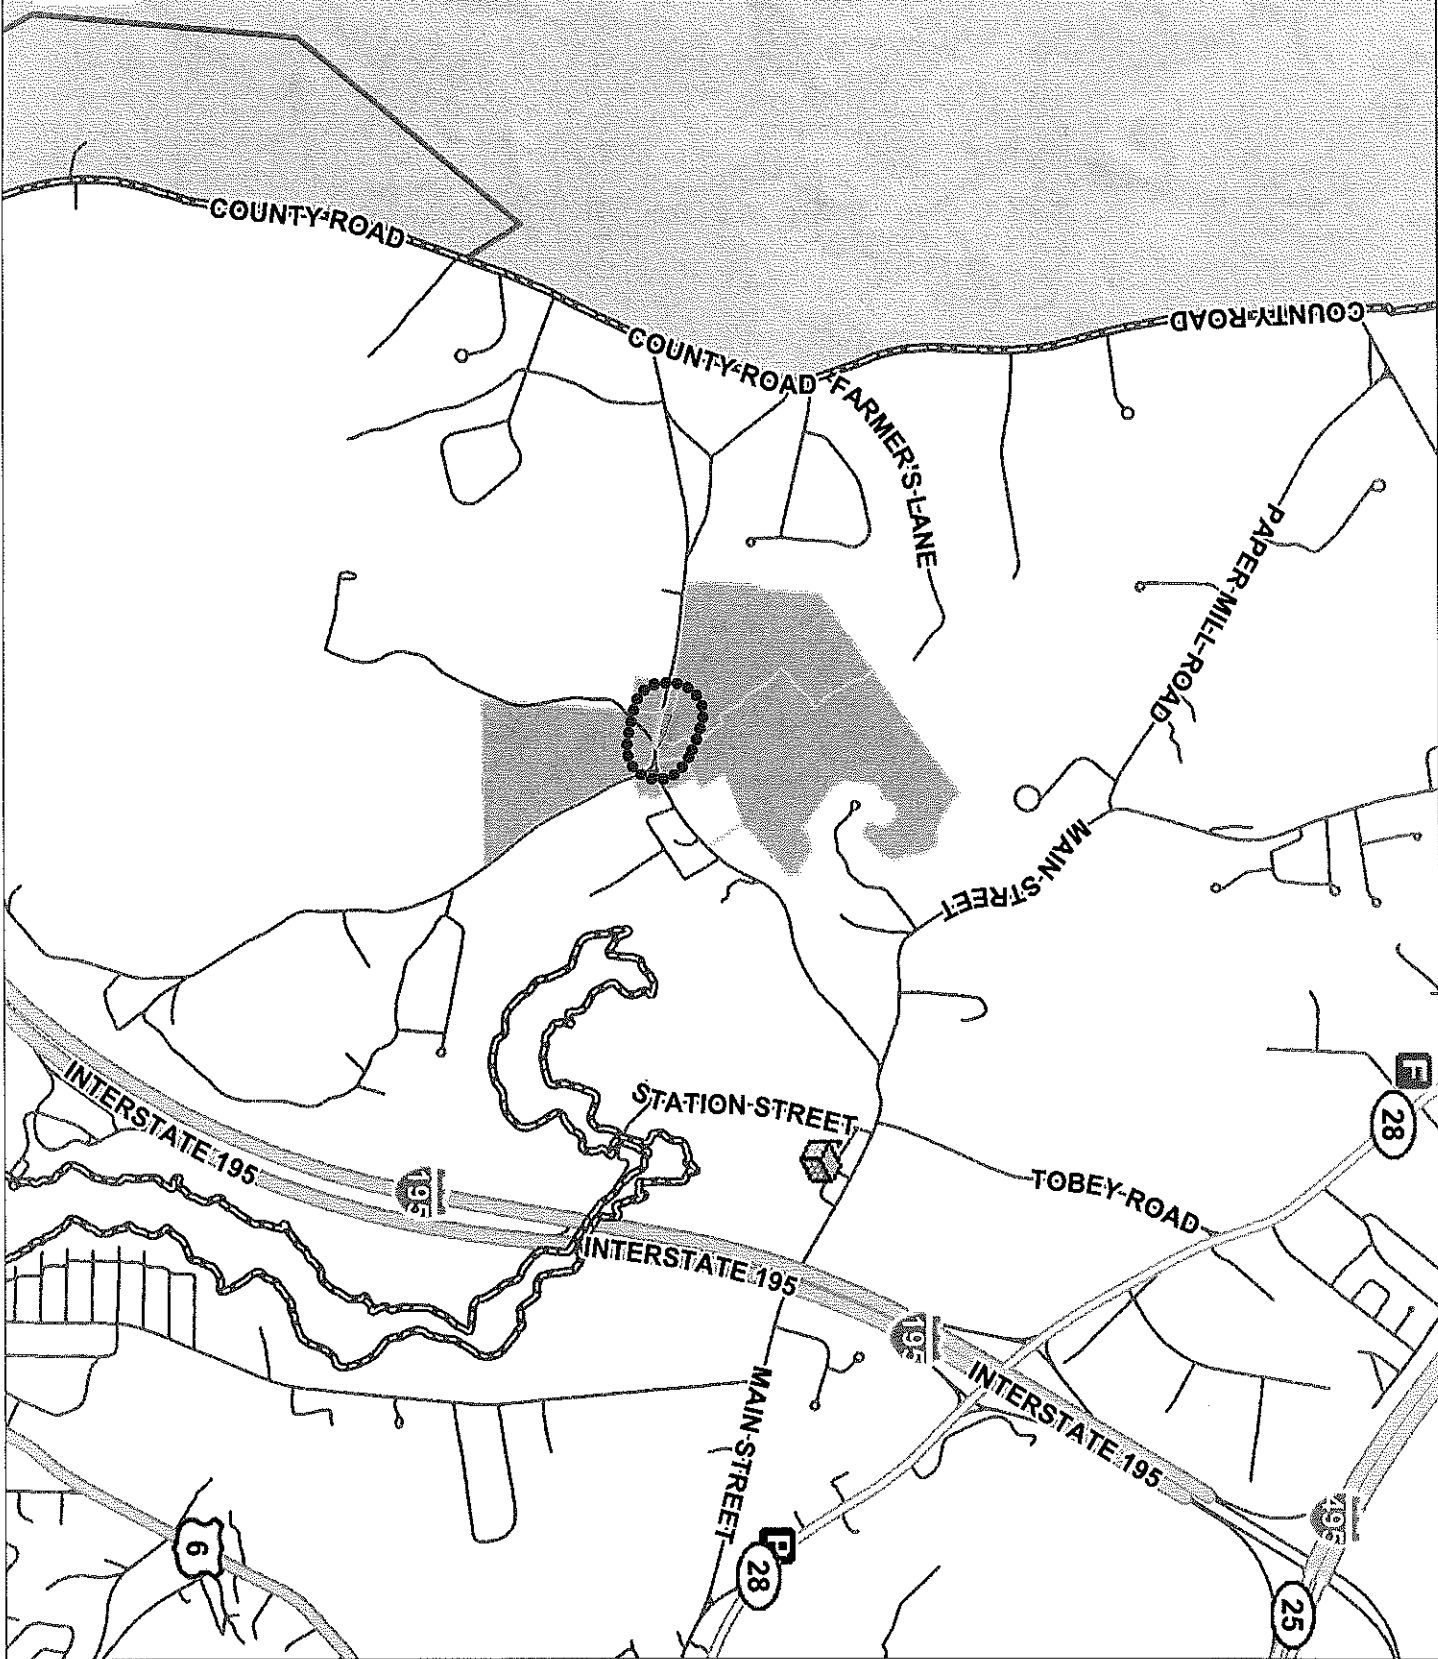 COUNTY ROAD
COUNTY ROAD
COUNTY ROAD
FARMER'S LANE
PAPER MILL ROAD
MAIN STREET
F
28
STATION STREET
TOBEY ROAD
INTERSTATE 195
195
INTERSTATE 195
195
INTERSTATE 195
MAIN STREET
495
6
28
25